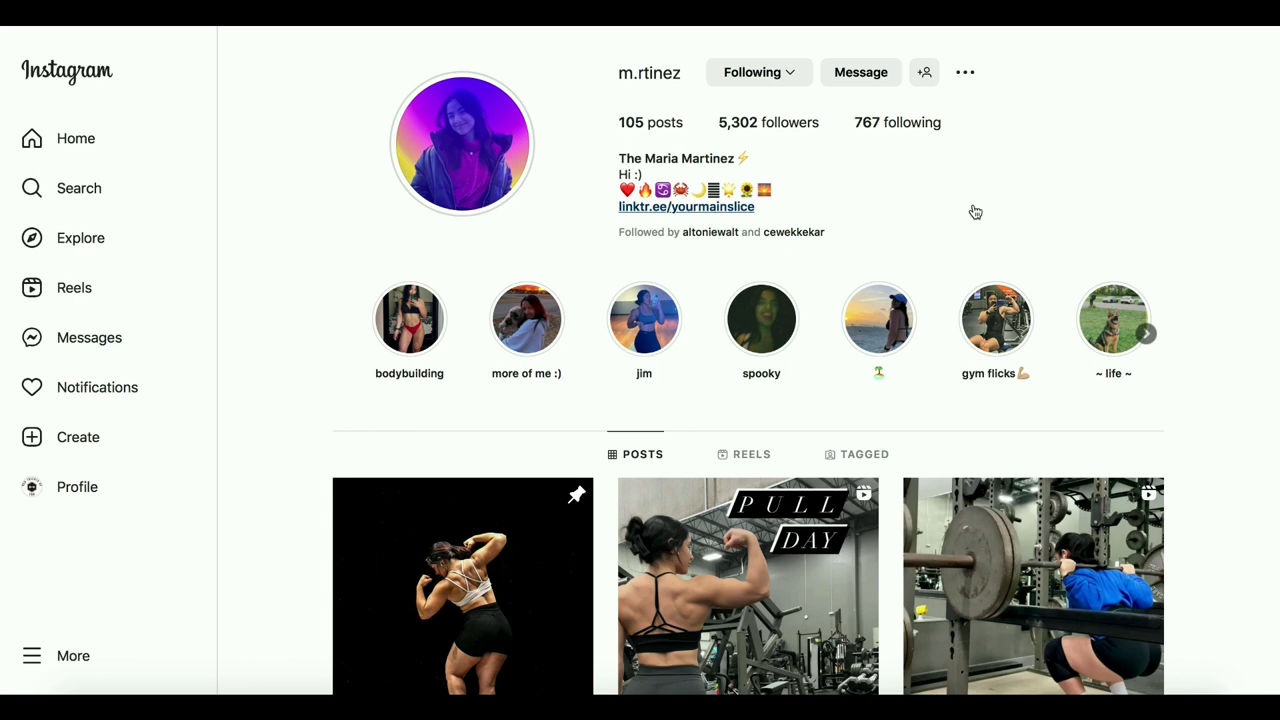 Instagram
Home
Search
Explore
Reels
Messages
Notifications
Create
Profile
More
m.rtinez
Following
Message
105 posts
5,302 followers
767 following
The Maria Martinez⚡
Hi :)
❤️🔥♋🦀🌙🌟🌻🌅
linktr.ee/yourmainslice
Followed by altoniewalt and cewekkekar
bodybuilding
more of me :)
jim
spooky
🏝️
gym flicks💪🏽
~ life ~
POSTS
REELS
TAGGED
PULL
DAY